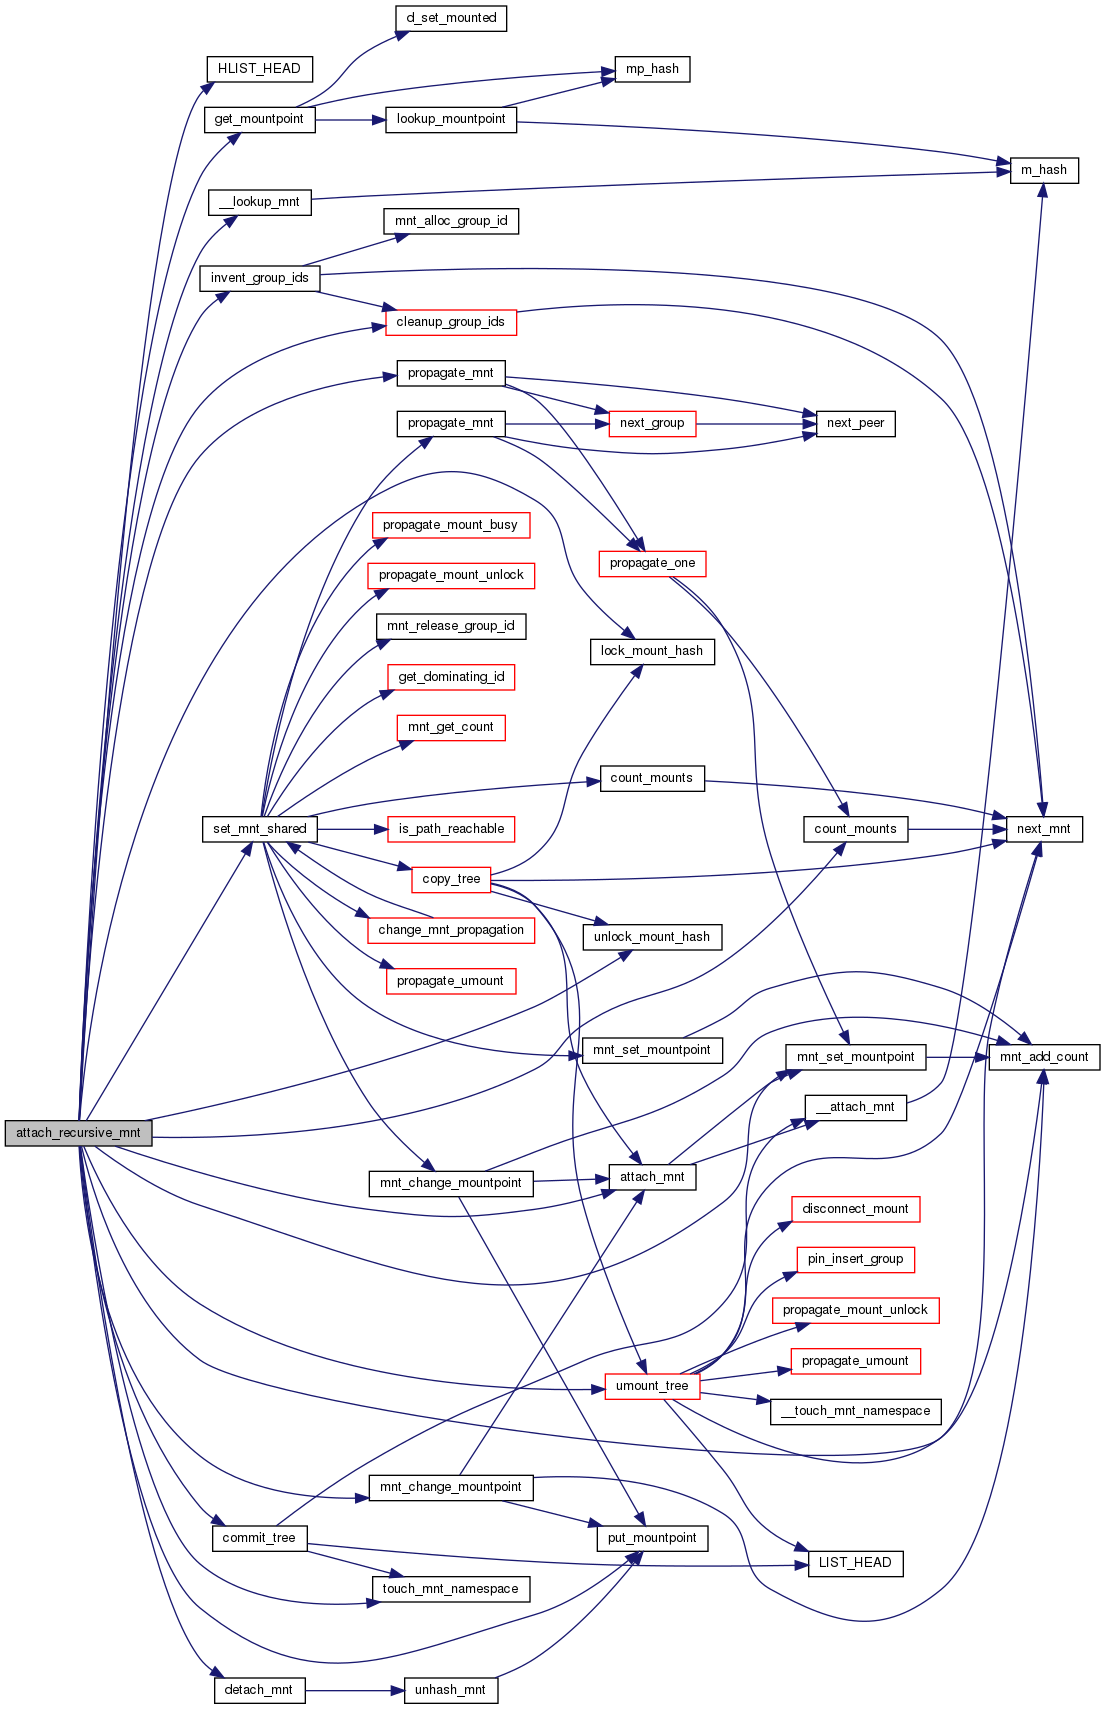 d_set_mounted
HLIST_HEAD
mp_hash
get_mountpoint
lookup_mountpoint
m_hash
__lookup_mnt
mnt_alloc_group_id
invent_group_ids
cleanup_group_ids
propagate_mnt
propagate_mnt
next_group
next_peer
propagate_mount_busy
propagate_one
propagate_mount_unlock
mnt_release_group_id
lock_mount_hash
get_dominating_id
mnt_get_count
count_mounts
set_mnt_shared
is_path_reachable
count_mounts
next_mnt
copy_tree
change_mnt_propagation
unlock_mount_hash
propagate_umount
mnt_set_mountpoint
mnt_set_mountpoint
mnt_add_count
__attach_mnt
attach_recursive_mnt
mnt_change_mountpoint
attach_mnt
disconnect_mount
pin_insert_group
propagate_mount_unlock
propagate_umount
umount_tree
__touch_mnt_namespace
mnt_change_mountpoint
commit_tree
put_mountpoint
LIST_HEAD
touch_mnt_namespace
detach_mnt
unhash_mnt